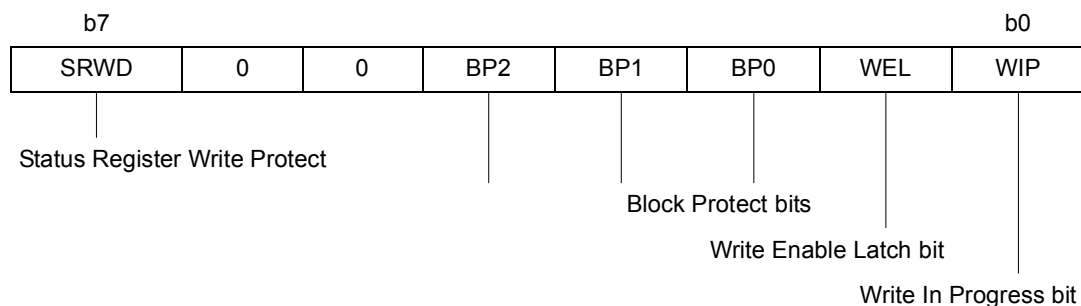 b7 b0
SRWD 0 0 BP2 BP1 BP0 WEL WIP
Status Register Write Protect
Block Protect bits
Write Enable Latch bit
Write In Progress bit